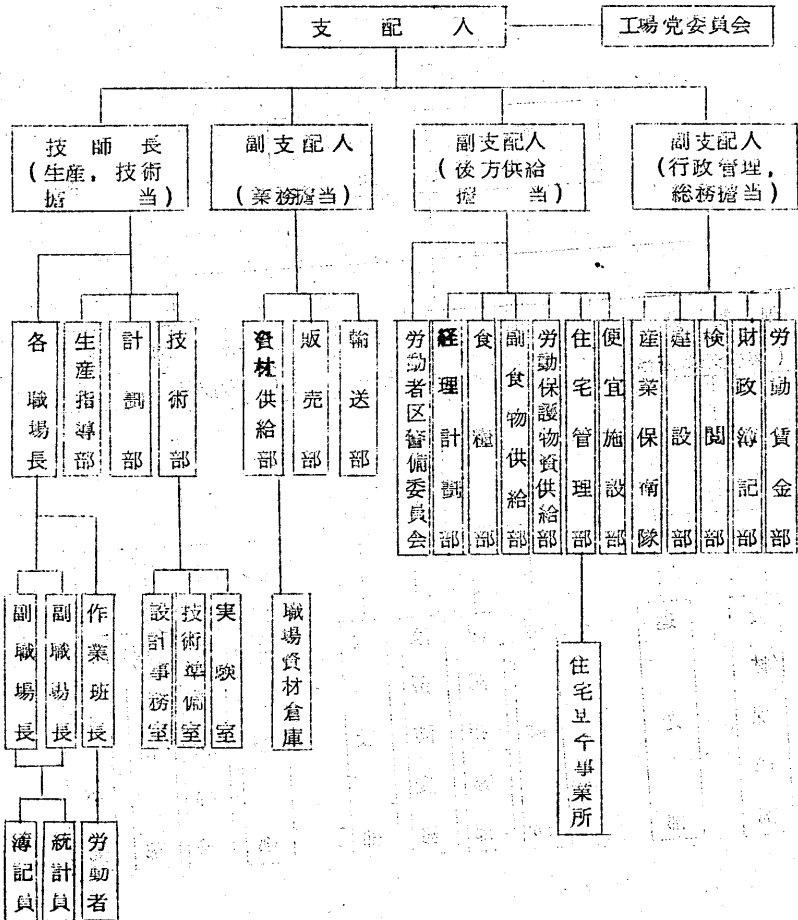 支配人
工場党委員会
技師長
(生産,技術
担当)
副支配人
(業務担当)
副支配人
(後方供給
担当)
副支配人
(行政管理,
総務担当)
各職場長
生産指導部
計劃部
技術部
資材供給部
販売部
輸送部
労働者区警備委員会
経理計劃部
食糧部
副食物供給部
労働保護物資供給部
住宅管理部
便宜施設部
産業保衛隊
建設部
検閲部
財政簿記部
労働賃金部
副職場長
副職場長
作業班長
設計事務室
技術準備室
実験室
職場資材倉庫
住宅補修事業所
簿記員
統計員
労働者